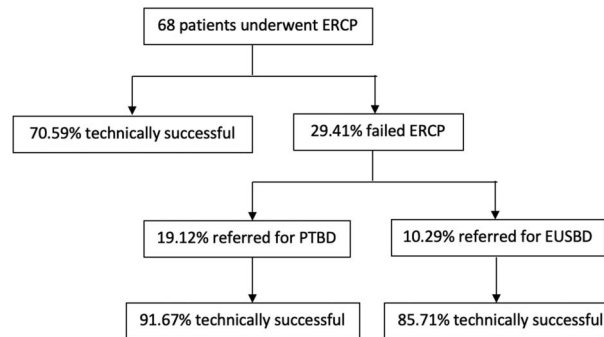 68 patients underwent ERCP
70.59% technically successful
29.41% failed ERCP
19.12% referred for PTBD
10.29% referred for EUSBD
91.67% technically successful
85.71% technically successful